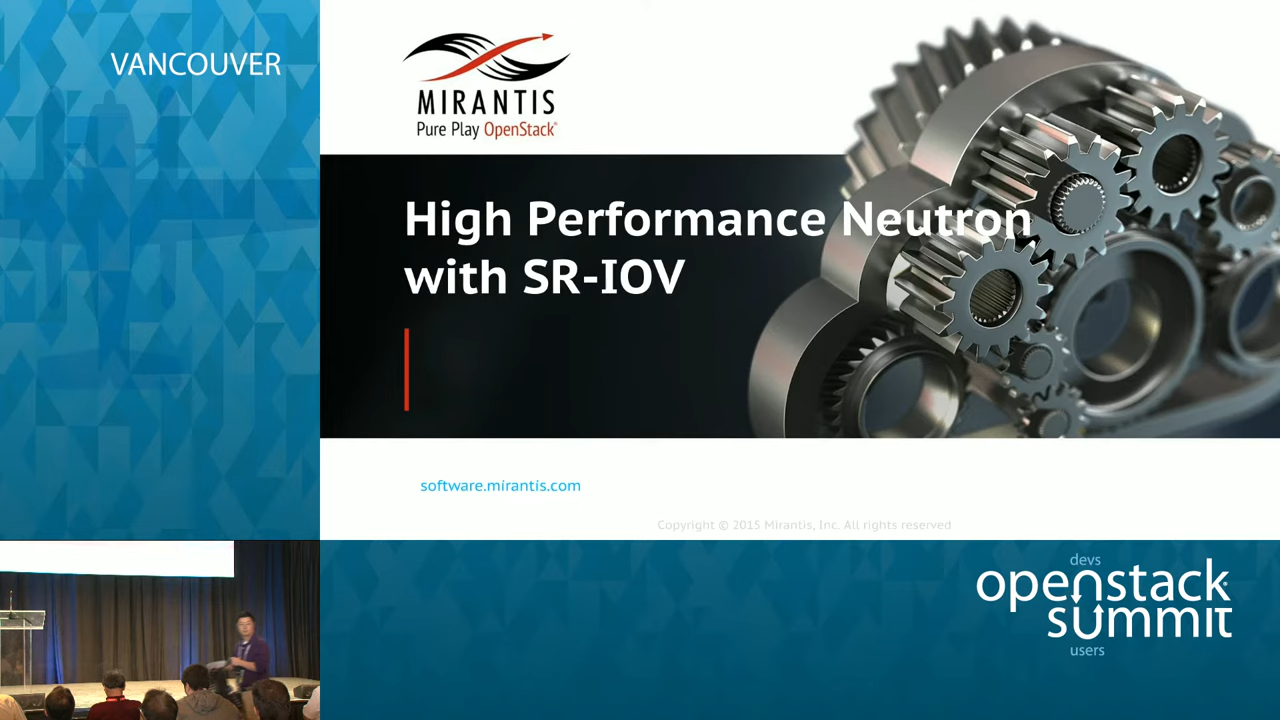 VANCOUVER
MIRANTIS
Pure Play OpenStack
High Performance Neutron
with SR-IOV
software.mirantis.com
Copyright © 2015 Mirantis, Inc. All rights reserved
devs
openstack
summit
users